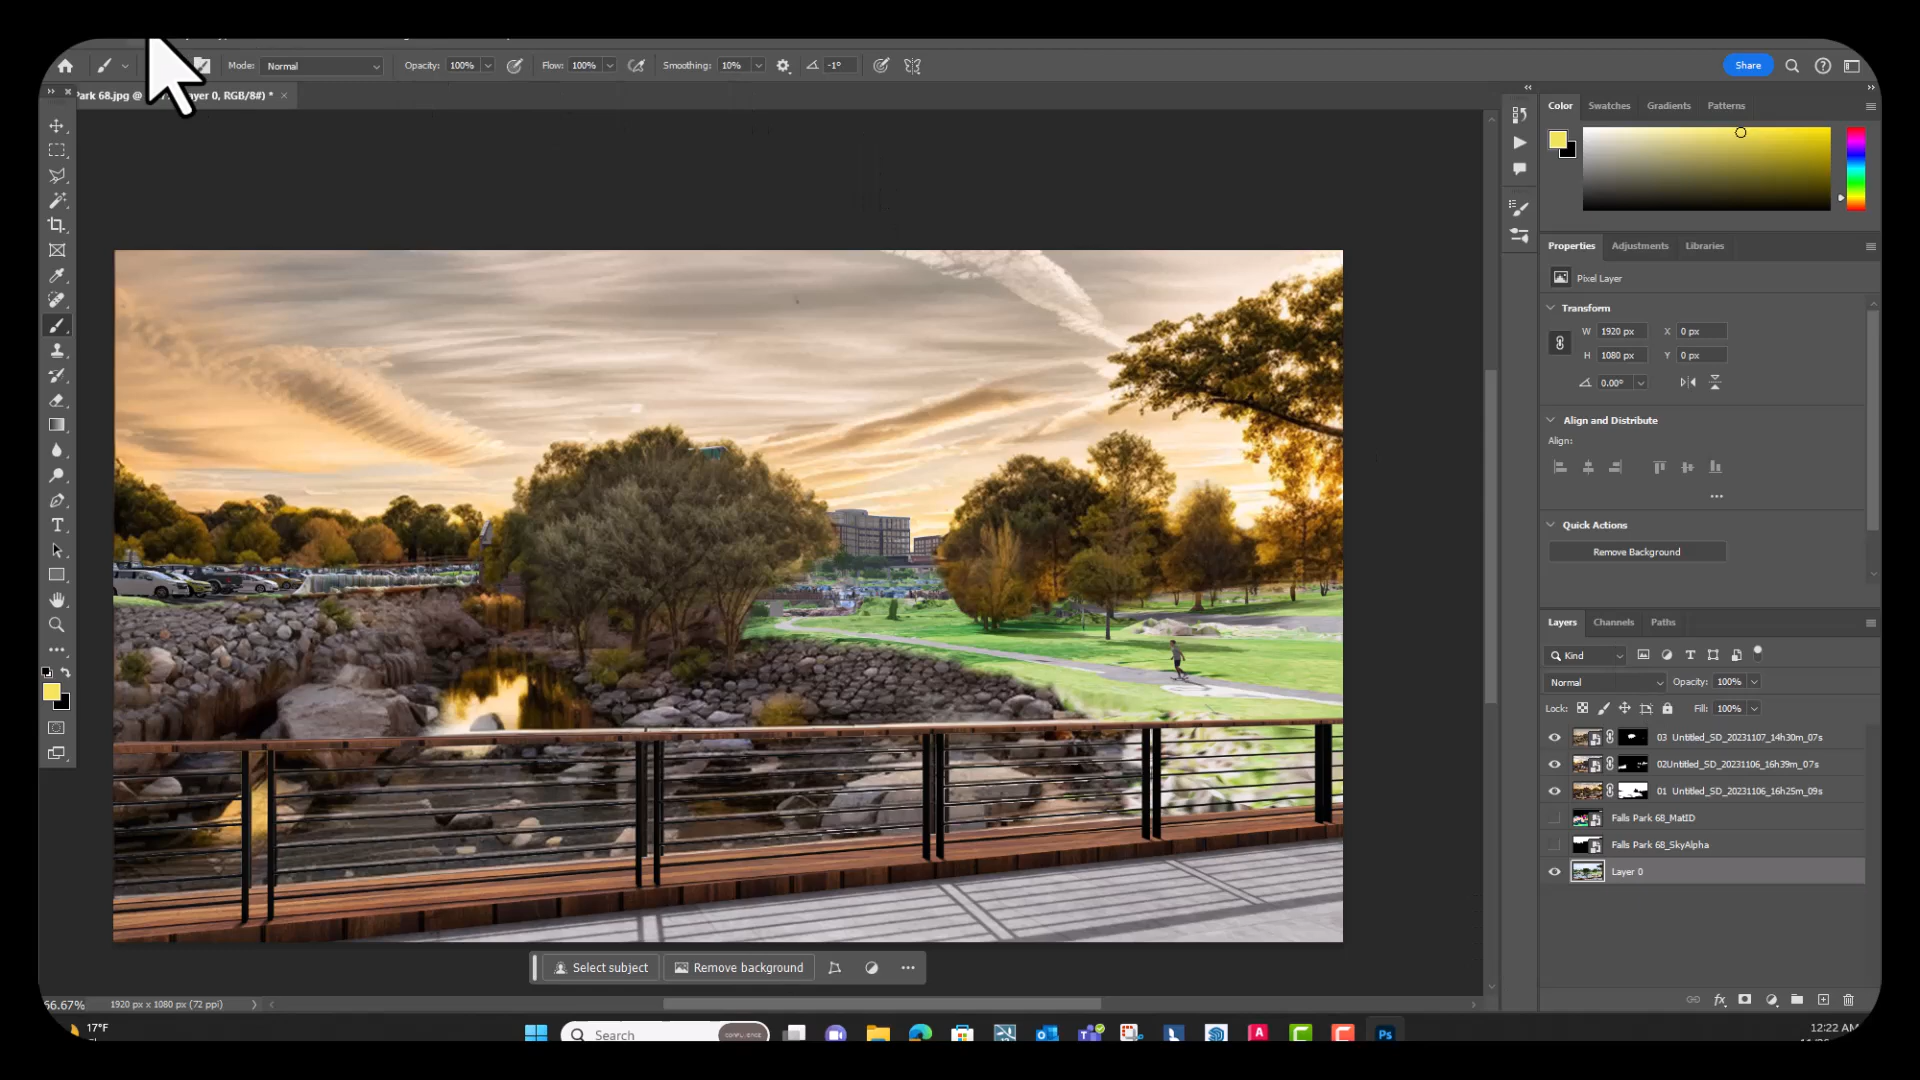 Mode: Normal Opacity: 100% Flow: 100% Smoothing: 10% -1° Share
Park 68.jpg @ ayer 0, RGB/8#) *
Color Swatches Gradients Patterns
Properties Adjustments Libraries
Pixel Layer
Transform
W 1920 px X 0 px
H 1080 px Y 0 px
0.00°
Align and Distribute
Align:
Quick Actions
Remove Background
Layers Channels Paths
Kind
Normal Opacity: 100%
Lock: Fill: 100%
03 Untitled_SD_20231107_14h30m_07s
02Untitled_SD_20231106_16h39m_07s
01 Untitled_SD_20231106_16h25m_09s
Falls Park 68_MatID
Falls Park 68_SkyAlpha
Layer 0
Select subject Remove background
66.67% 1920 px x 1080 px (72 ppi)
17°F
Search
Ps
12:22 AM